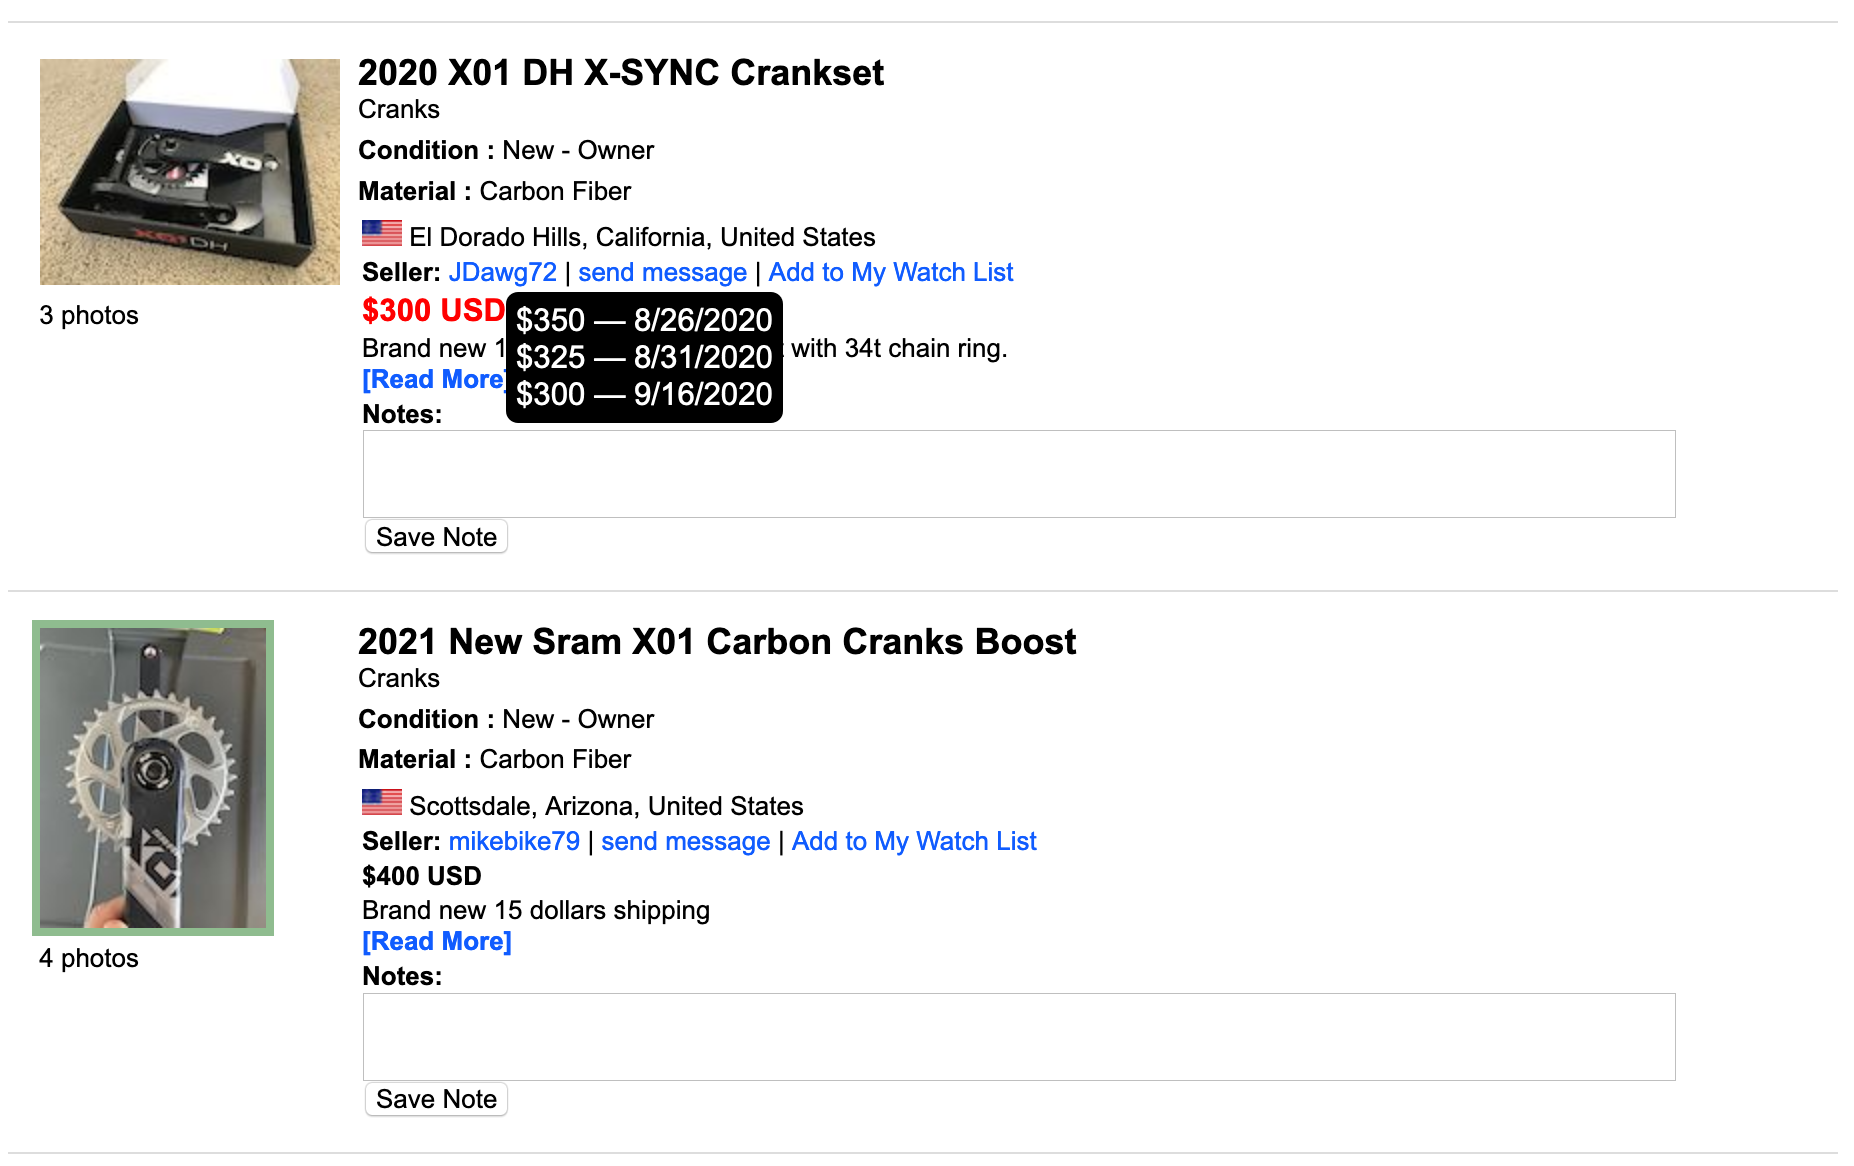 2020 X01 DH X-SYNC Crankset
Cranks
Condition : New - Owner
Material : Carbon Fiber
El Dorado Hills, California, United States
Seller: JDawg72 | send message | Add to My Watch List
3 photos
$300 USD
$350 — 8/26/2020
$325 — 8/31/2020
$300 — 9/16/2020
Brand new with 34t chain ring.
[Read More]
Notes:
Save Note
XO
X01 DH
2021 New Sram X01 Carbon Cranks Boost
Cranks
Condition : New - Owner
Material : Carbon Fiber
Scottsdale, Arizona, United States
Seller: mikebike79 | send message | Add to My Watch List
$400 USD
Brand new 15 dollars shipping
[Read More]
4 photos
Notes:
Save Note
XO